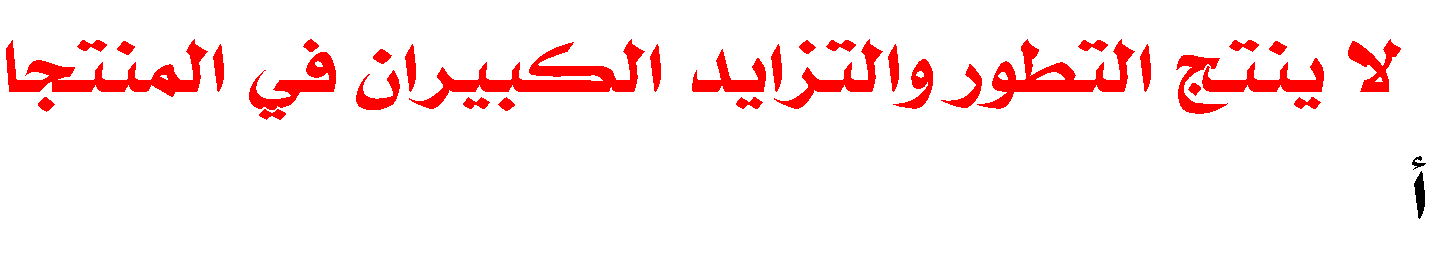 لا ينتج التطور والتزايد الكبيران في المنتجا
أ